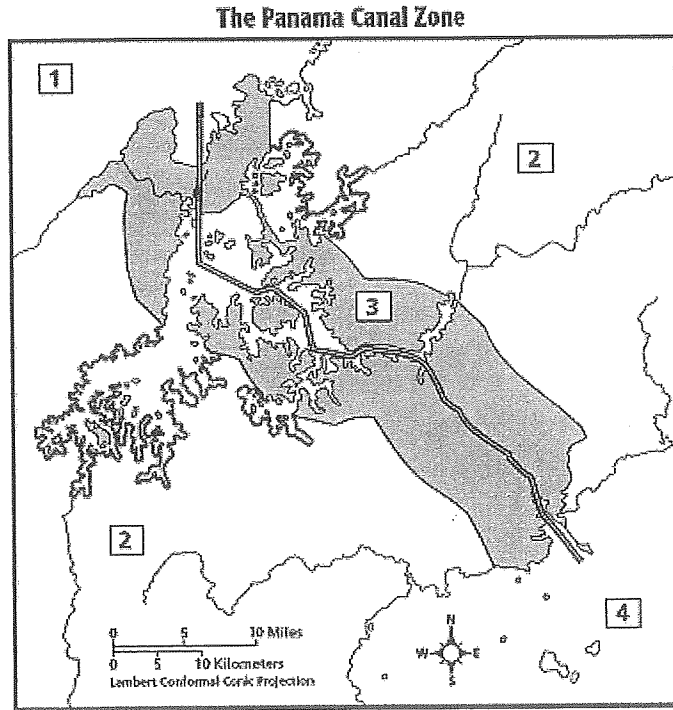 The Panama Canal Zone
1
2
3
2
4
0 5 10 Miles
0 5 10 Kilometers
Lambert Conformal Conic Projection
N
W E
S